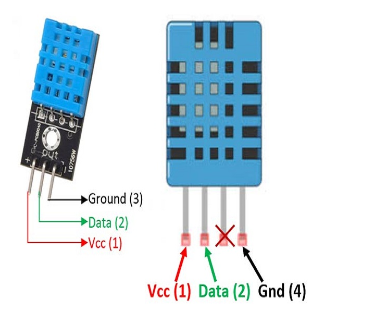 Ground (3)
Data (2)
Vcc (1)
Vcc (1) Data (2) Gnd (4)